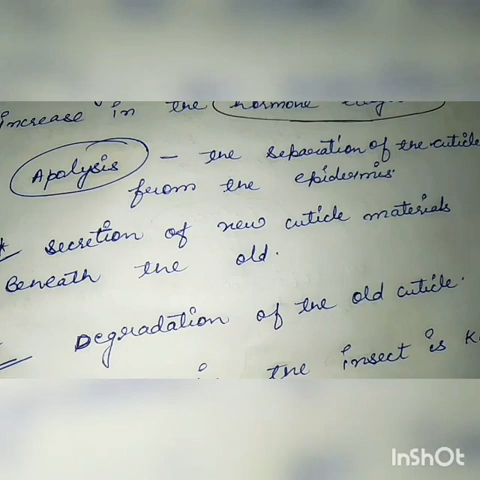 increase in the hormone
Apolysis - the separation of the cuticle
from the epidermis.
* secretion of new cuticle materials
Beneath the old.
Degradation of the old cuticle.
the insect is
InShOt